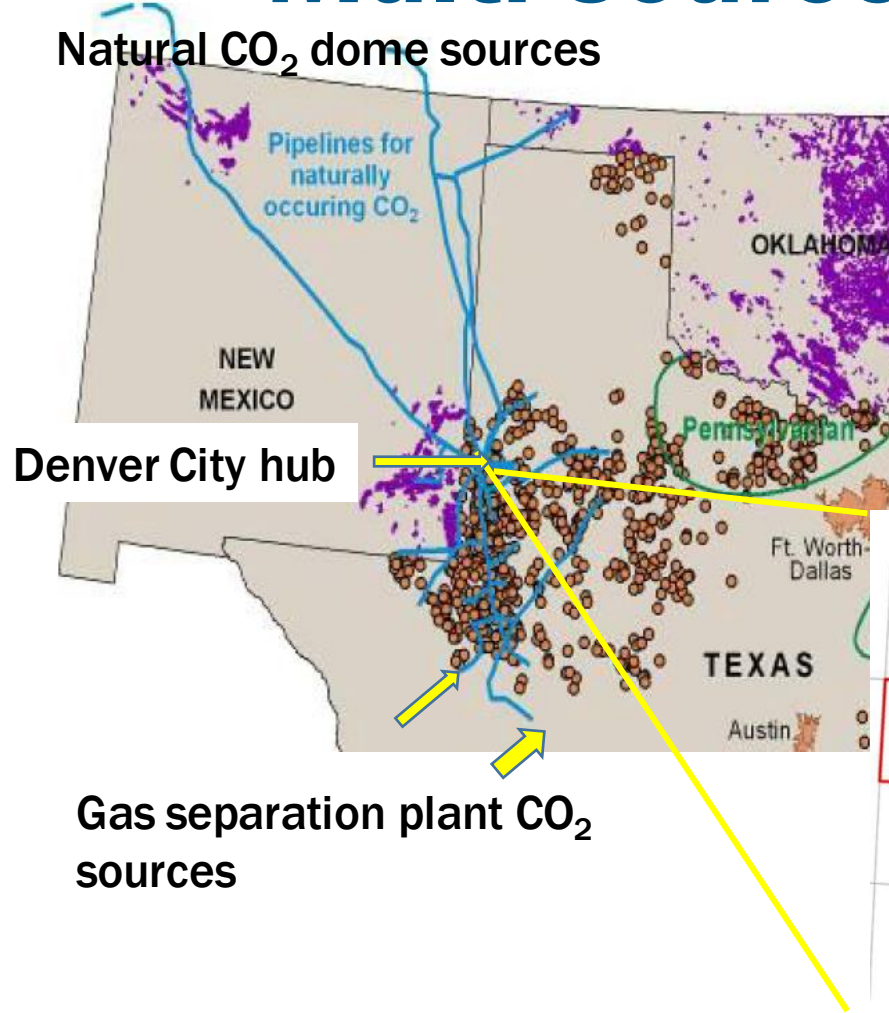 Natural CO₂ dome sources
Pipelines for
naturally
occuring CO₂
OKLAHOMA
NEW
MEXICO
Pennsylvanian
Denver City hub
Ft. Worth-
Dallas
TEXAS
Austin
Gas separation plant CO₂
sources